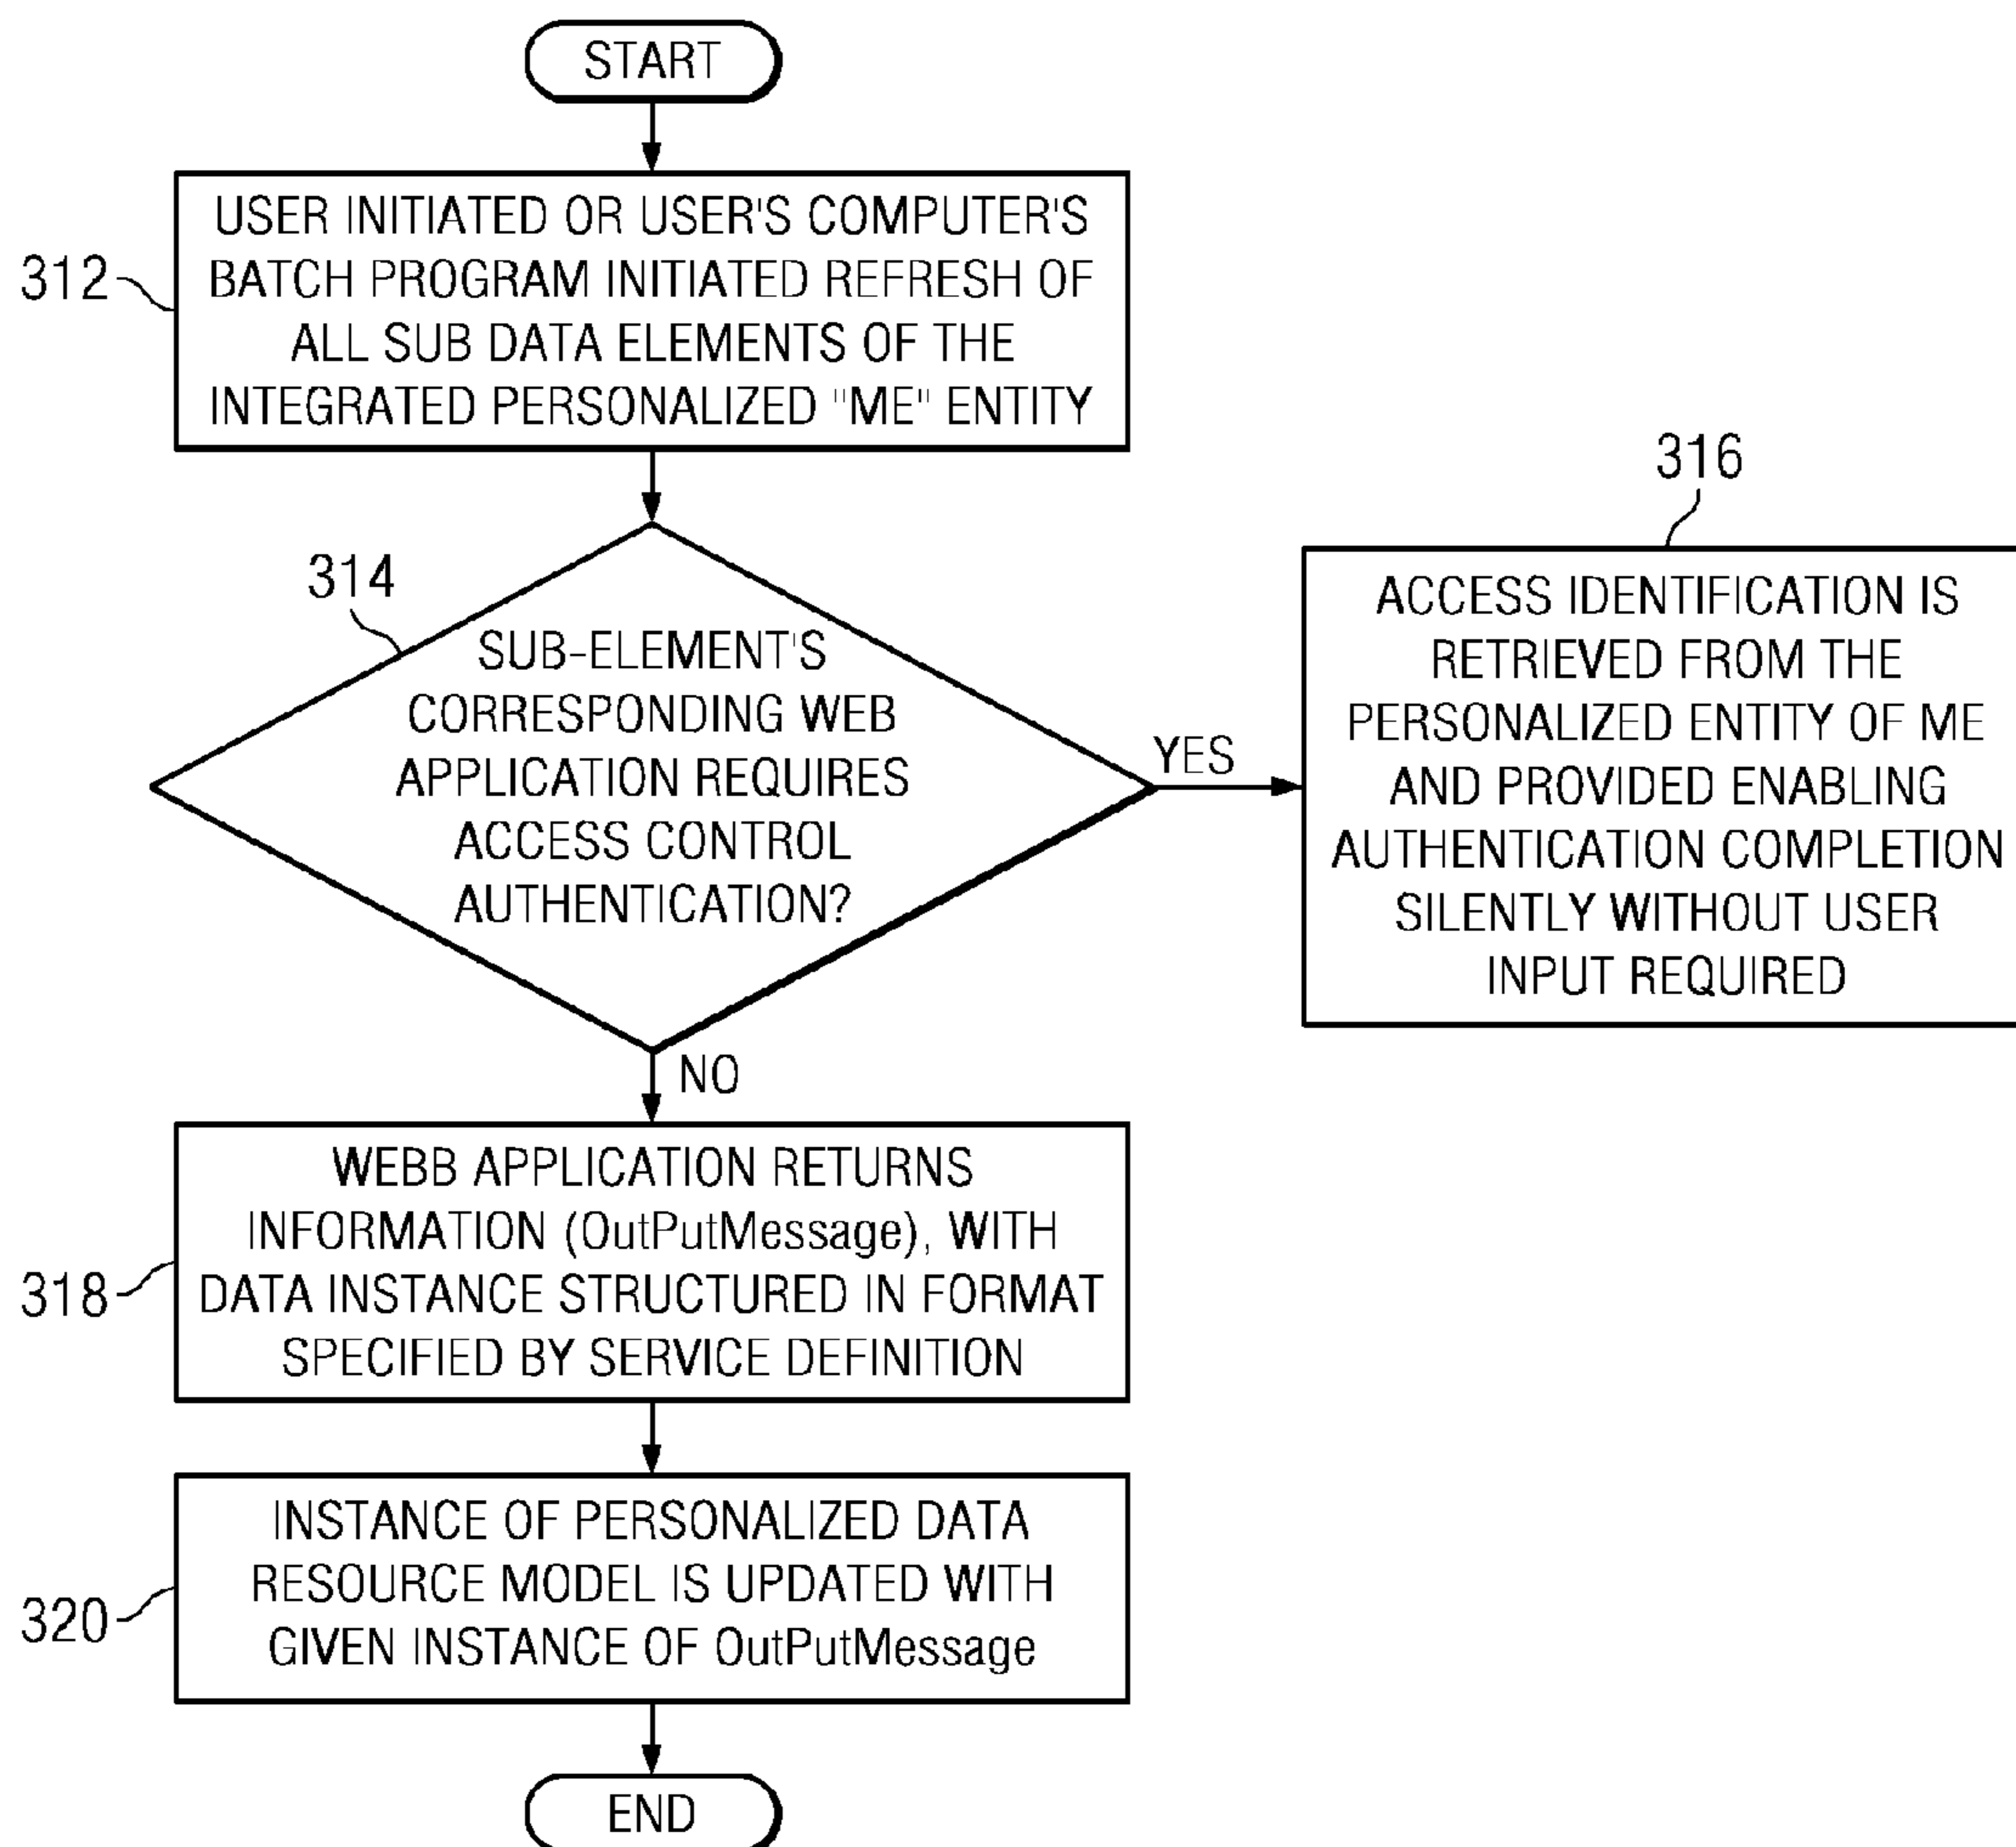 START
312
USER INITIATED OR USER'S COMPUTER'S
BATCH PROGRAM INITIATED REFRESH OF
ALL SUB DATA ELEMENTS OF THE
INTEGRATED PERSONALIZED "ME" ENTITY
314
SUB-ELEMENT'S
CORRESPONDING WEB
APPLICATION REQUIRES
ACCESS CONTROL
AUTHENTICATION?
YES
316
ACCESS IDENTIFICATION IS
RETRIEVED FROM THE
PERSONALIZED ENTITY OF ME
AND PROVIDED ENABLING
AUTHENTICATION COMPLETION
SILENTLY WITHOUT USER
INPUT REQUIRED
NO
318
WEBB APPLICATION RETURNS
INFORMATION (OutPutMessage), WITH
DATA INSTANCE STRUCTURED IN FORMAT
SPECIFIED BY SERVICE DEFINITION
320
INSTANCE OF PERSONALIZED DATA
RESOURCE MODEL IS UPDATED WITH
GIVEN INSTANCE OF OutPutMessage
END